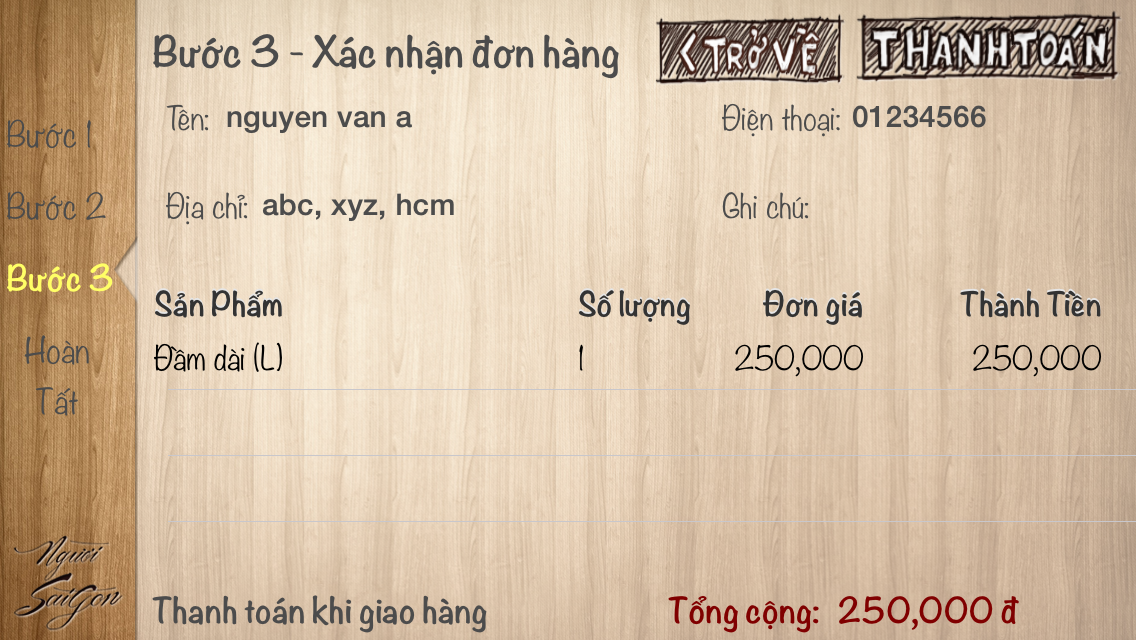 Bước 3 - Xác nhận đơn hàng
< TRỞ VỀ
THANH TOÁN
Tên: nguyen van a
Điện thoại: 01234566
Bước 1
Địa chỉ: abc, xyz, hcm
Ghi chú:
Bước 2
Bước 3
Sản Phẩm Số lượng Đơn giá Thành Tiền
Đầm dài (L) 1 250,000 250,000
Hoàn
Tất
Người
SaiGon
Thanh toán khi giao hàng
Tổng cộng: 250,000 đ